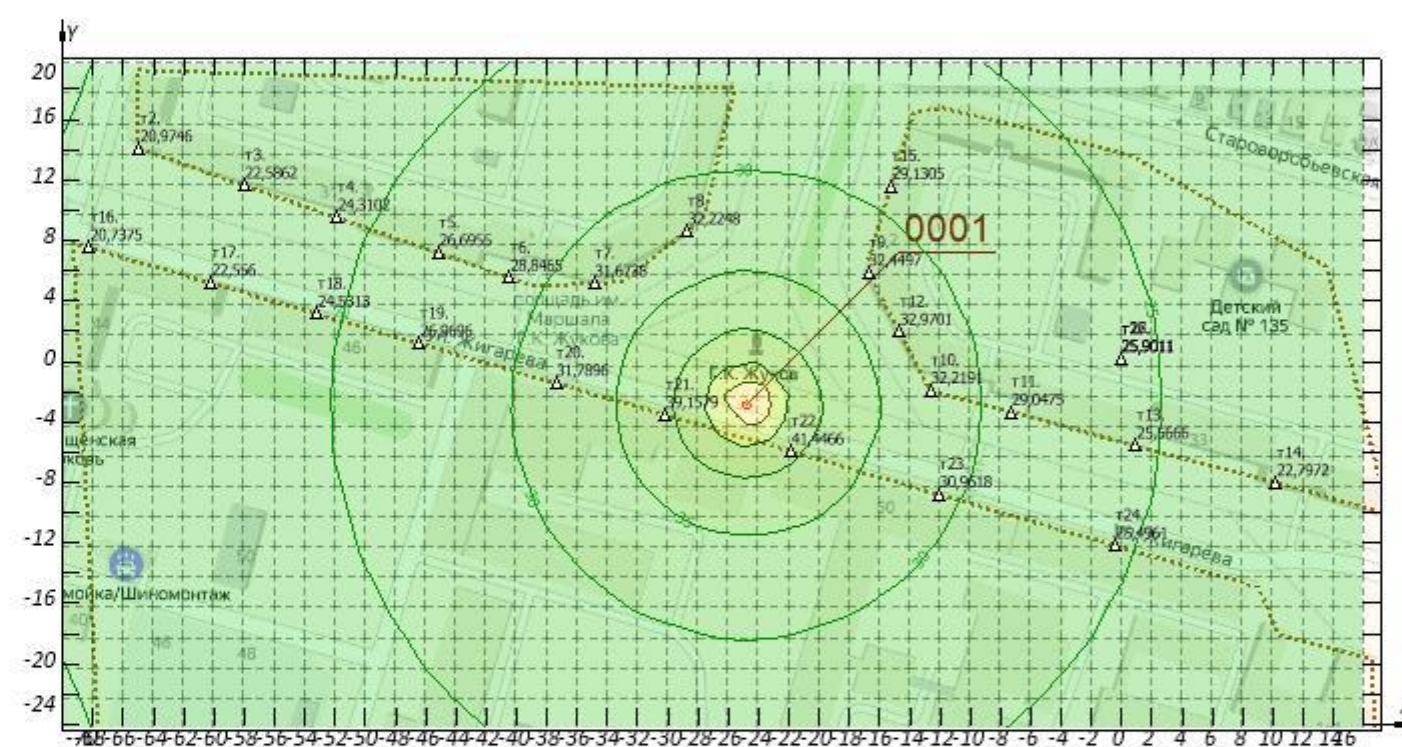 Y
20
16
12
8
4
0
-4
-8
-12
-16
-20
-24
т2.
20,9746
т3.
22,5862
т4.
24,3102
т5.
26,6955
т6.
28,8465
т7.
31,6738
т8.
32,2248
т15.
29,1305
0001
т9.
32,4497
т12.
32,9701
т10.
32,2191
т11.
29,0475
т13.
25,6666
т14.
22,7972
25,9011
т16.
20,7375
т17.
22,566
т18.
24,5313
т19.
26,9696
т20.
31,7896
т21.
39,1579
т22.
41,4466
т23.
30,9618
т24.
30
Староворобьевская
Детский
сад № 135
площадь им.
Маршала
Г.К. Жукова
Г.К. Жуков
ул. Жигарева
Жигарева
46
50
33
46
48
щенская
мойка/Шиномонтаж
-66-64-62-60-58-56-54-52-50-48-46-44-42-40-38-36-34-32-30-28-26-24-22-20-18-16-14-12-10-8 -6 -4 -2 0 2 4 6 8 10 12